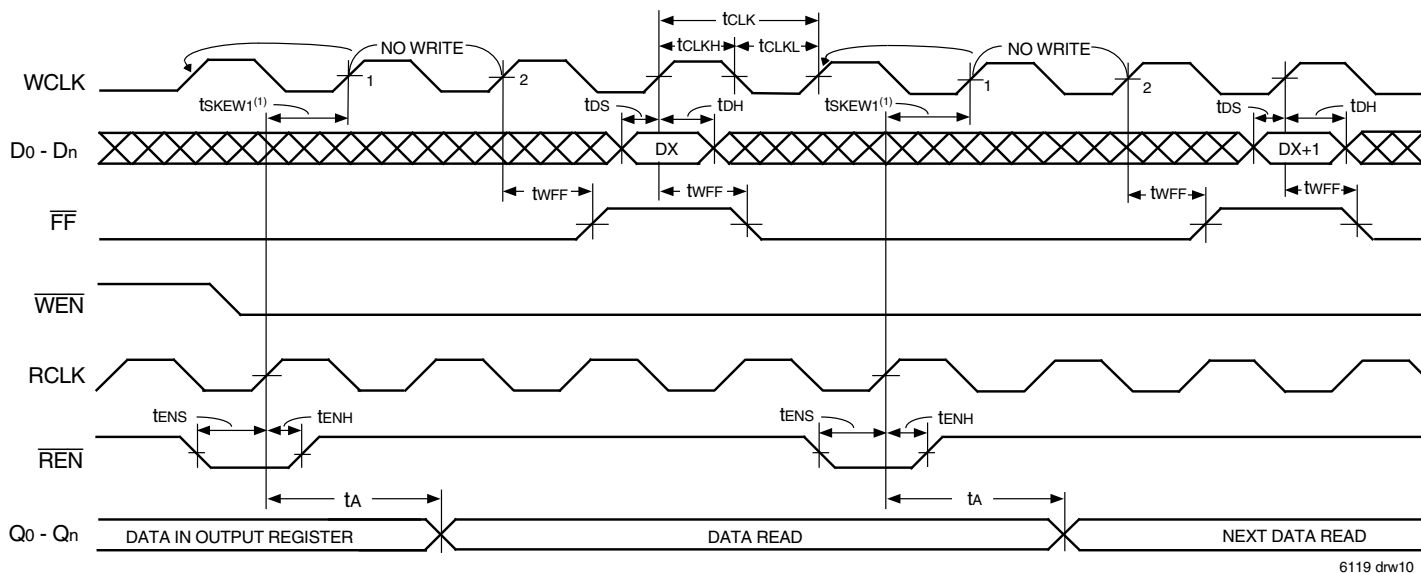 tCLK
NO WRITE
tCLKH
tCLKL
NO WRITE
WCLK
1
2
1
2
tSKEW1(1)
tDS
tDH
tSKEW1(1)
tDS
tDH
D0 - Dn
DX
DX+1
tWFF
tWFF
tWFF
tWFF
FF
WEN
RCLK
tENS
tENH
tENS
tENH
REN
tA
tA
Q0 - Qn
DATA IN OUTPUT REGISTER
DATA READ
NEXT DATA READ
6119 drw10